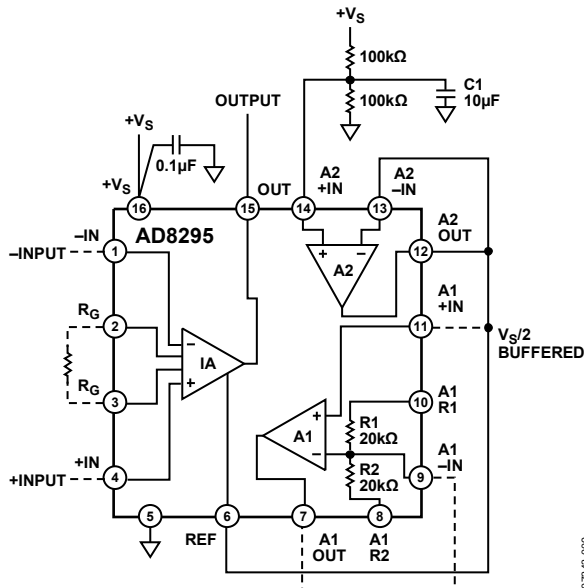 +VS
100kΩ
100kΩ
C1
10µF
OUTPUT
+VS
0.1µF
+VS
OUT
A2
+IN
A2
–IN
16
15
14
13
AD8295
A2
OUT
–IN
–INPUT
1
+
–
A2
12
A1
+IN
RG
2
11
VS/2
BUFFERED
–
IA
+
RG
3
10
A1
R1
+
A1
–
R1
20kΩ
A1
–IN
+IN
+INPUT
4
R2
20kΩ
9
5
6
7
8
REF
A1
OUT
A1
R2